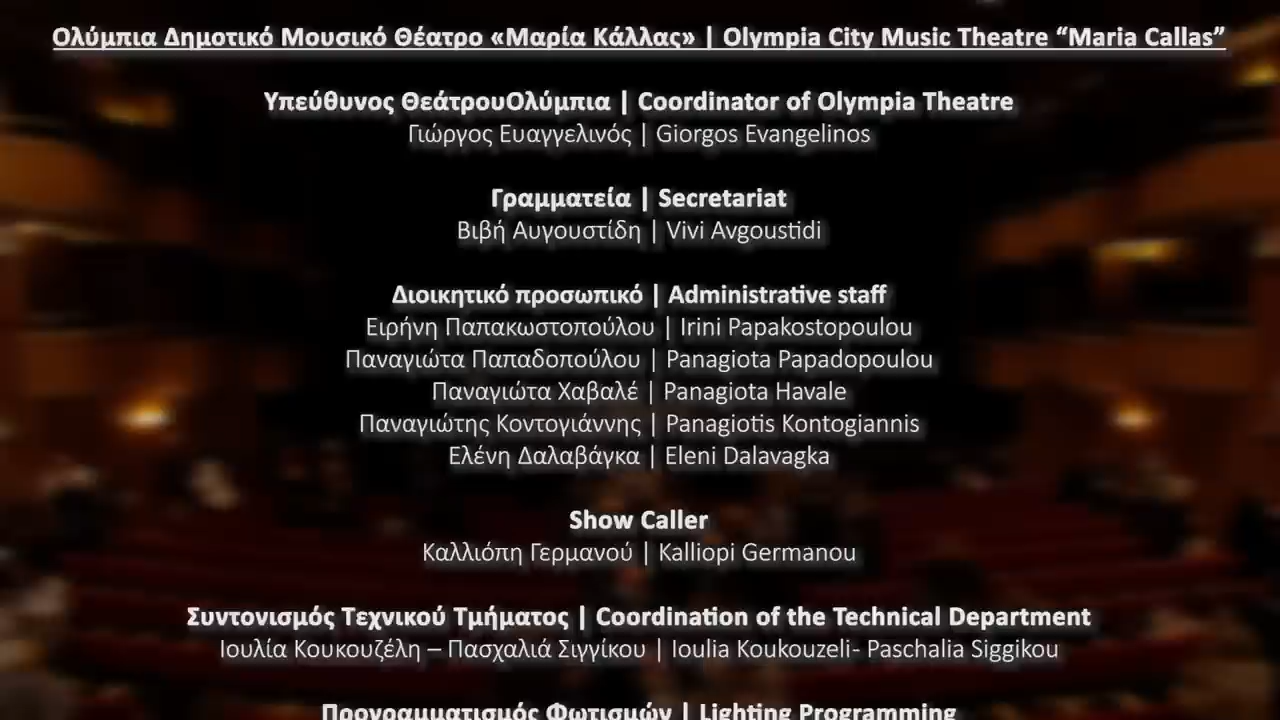 Ολύμπια Δημοτικό Μουσικό Θέατρο «Μαρία Κάλλας» | Olympia City Music Theatre “Maria Callas”
Υπεύθυνος ΘεάτρουΟλύμπια | Coordinator of Olympia Theatre
Γιώργος Ευαγγελινός | Giorgos Evangelinos
Γραμματεία | Secretariat
Βιβή Αυγουστίδη | Vivi Avgoustidi
Διοικητικό προσωπικό | Administrative staff
Ειρήνη Παπακωστοπούλου | Irini Papakostopoulou
Παναγιώτα Παπαδοπούλου | Panagiota Papadopoulou
Παναγιώτα Χαβαλέ | Panagiota Havale
Παναγιώτης Κοντογιάννης | Panagiotis Kontogiannis
Ελένη Δαλαβάγκα | Eleni Dalavagka
Show Caller
Καλλιόπη Γερμανού | Kalliopi Germanou
Συντονισμός Τεχνικού Τμήματος | Coordination of the Technical Department
Ιουλία Κουκουζέλη – Πασχαλιά Σιγγίκου | Ioulia Koukouzeli- Paschalia Siggikou
Προγραμματισμός Φωτισμών | Lighting Programming